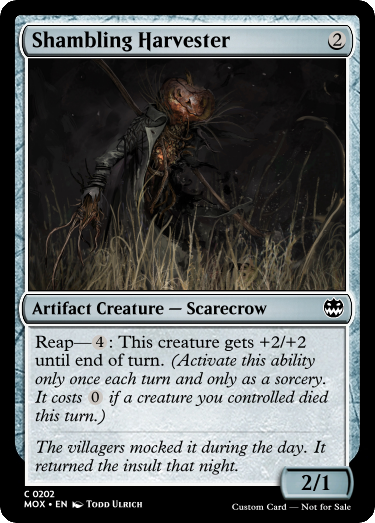 Shambling Harvester 2
Artifact Creature — Scarecrow
Reap—4: This creature gets +2/+2
until end of turn. (Activate this ability
only once each turn and only as a sorcery.
It costs 0 if a creature you controlled died
this turn.)
The villagers mocked it during the day. It
returned the insult that night.
2/1
C 0202
MOX • EN Todd Ulrich
Custom Card — Not for Sale